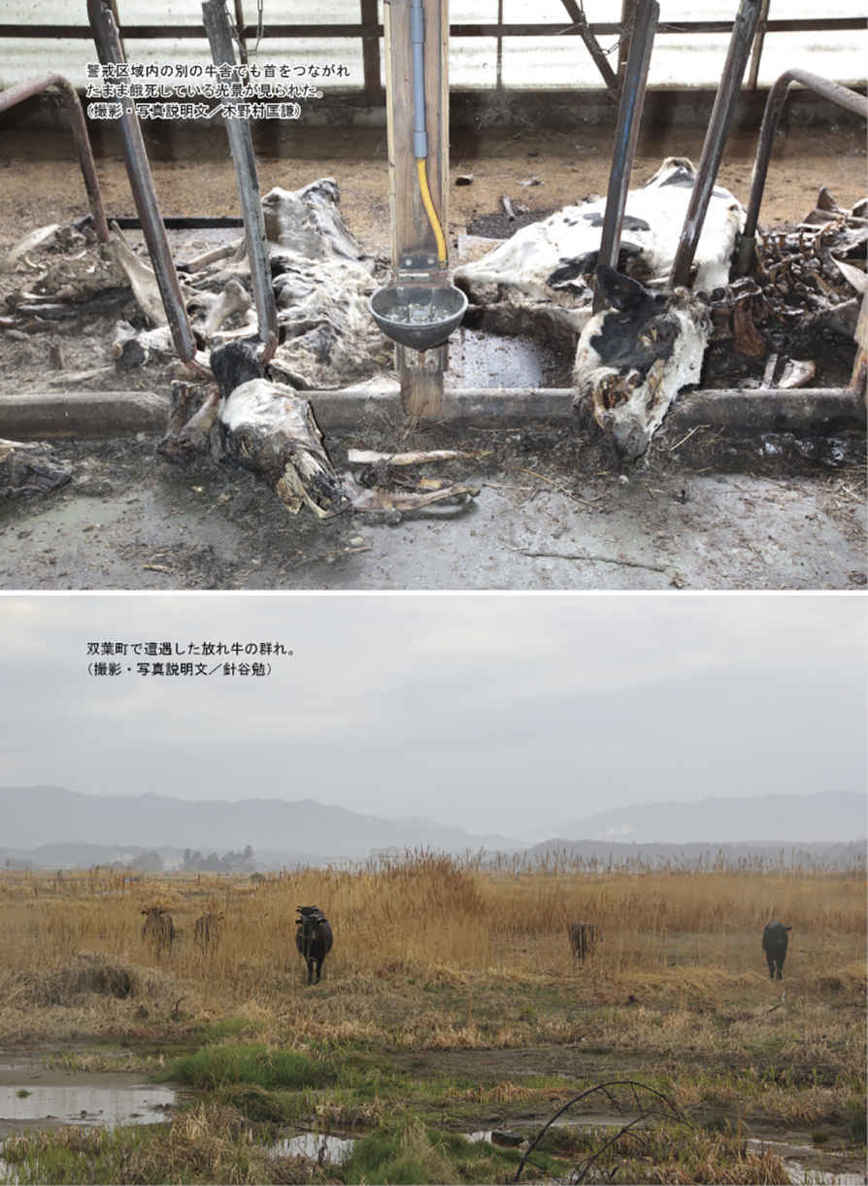 警戒区域内の別の牛舎でも首をつながれ
たまま餓死している光景が見られた。
（撮影・写真説明文／木野村匡謙）
双葉町で遭遇した放れ牛の群れ。
（撮影・写真説明文／針谷勉）